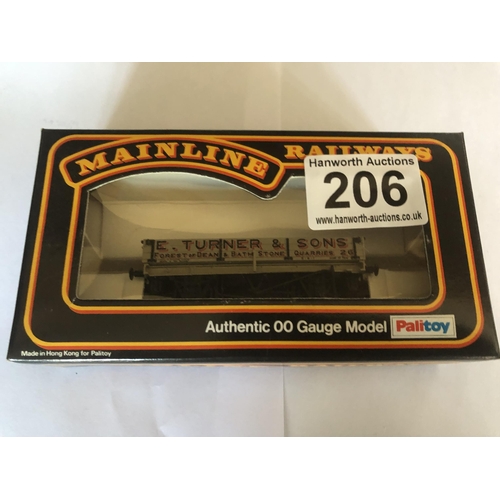 MAINLINE RAILWAYS
Hanworth Auctions
206
www.hanworth-auctions.co.uk
E. TURNER & SONS
FOREST OF DEAN & BATH STONE QUARRIES 26
Authentic 00 Gauge Model Palitoy
Made in Hong Kong for Palitoy